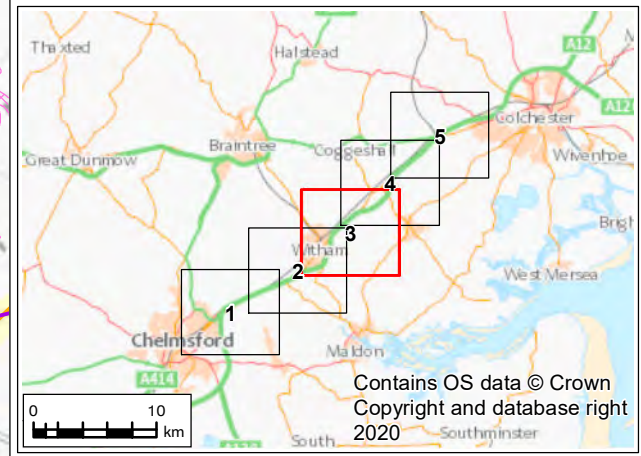 Thaxted
Halstead
A12
Colchester
A12
Braintree
Coggeshall
5
Great Dunmow
Wivenhoe
4
Brigh
3
Witham
2
West Mersea
1
Chelmsford
Maldon
A414
Contains OS data © Crown
Copyright and database right
2020
0 10
km
South
Southminster